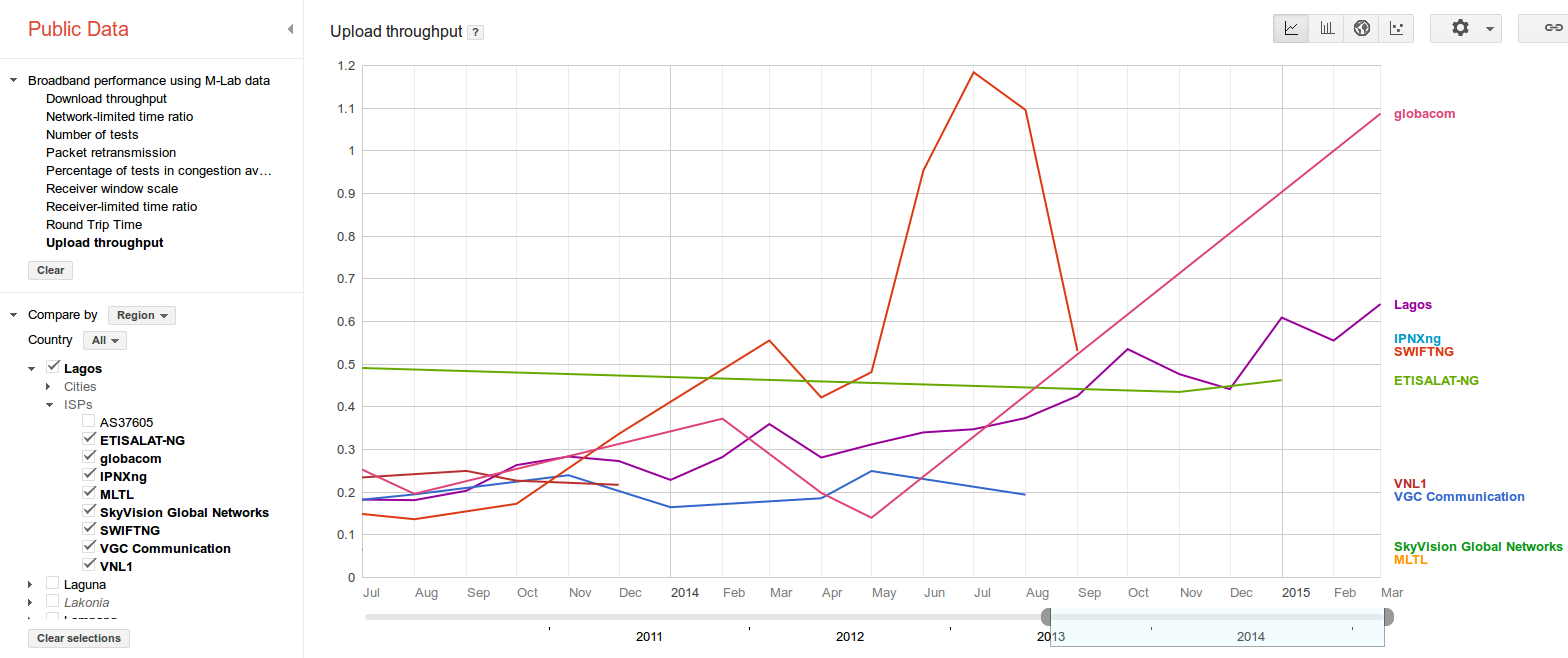 Public Data
Broadband performance using M-Lab data
Download throughput
Network-limited time ratio
Number of tests
Packet retransmission
Percentage of tests in congestion av…
Receiver window scale
Receiver-limited time ratio
Round Trip Time
Upload throughput
Clear
Compare by Region
Country All
Lagos
Cities
ISPs
AS37605
ETISALAT-NG
globacom
IPNXng
MLTL
SkyVision Global Networks
SWIFTNG
VGC Communication
VNL1
Laguna
Lakonia
Clear selections
Upload throughput ?
1.2
1.1
1
0.9
0.8
0.7
0.6
0.5
0.4
0.3
0.2
0.1
0
globacom
Lagos
IPNXng
SWIFTNG
ETISALAT-NG
VNL1
VGC Communication
SkyVision Global Networks
MLTL
Jul Aug Sep Oct Nov Dec 2014 Feb Mar Apr May Jun Jul Aug Sep Oct Nov Dec 2015 Feb Mar
2011 2012 2013 2014